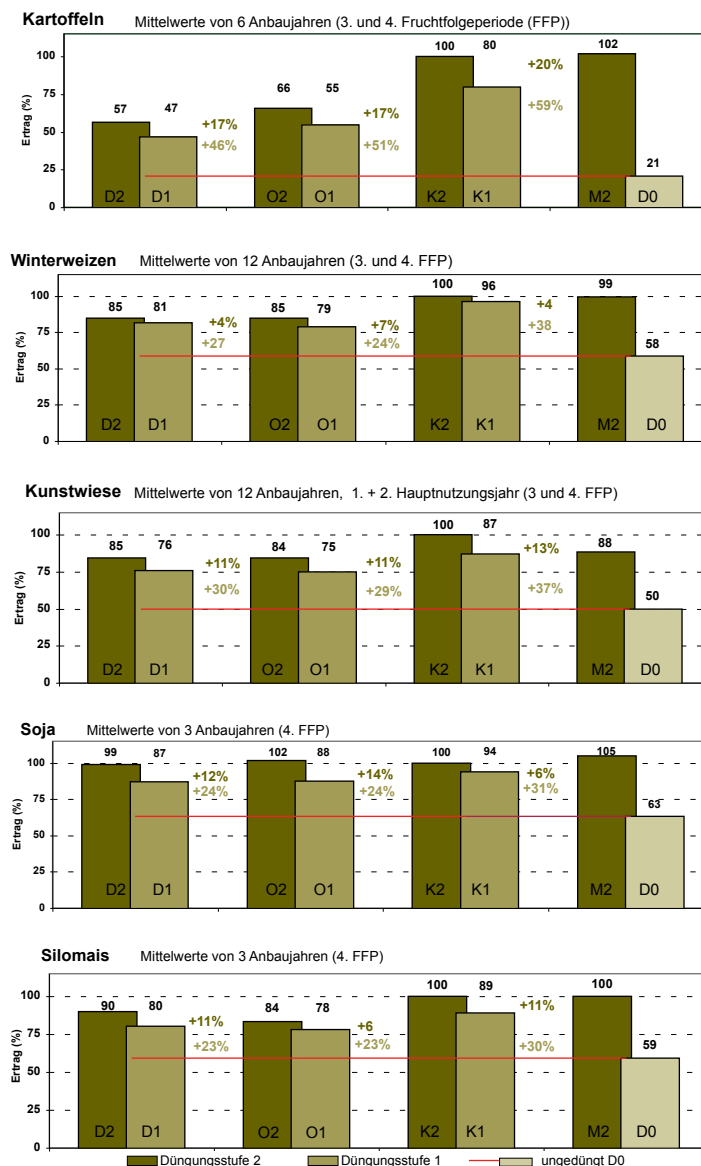 Kartoffeln Mittelwerte von 6 Anbaujahren (3. und 4. Fruchtfolgeperiode (FFP))
Ertrag (%)
100
75
50
25
0
57 47 +17% +46%
66 55 +17% +51%
100 80 +20% +59%
102 21
D2 D1 O2 O1 K2 K1 M2 D0
Winterweizen Mittelwerte von 12 Anbaujahren (3. und 4. FFP)
Ertrag (%)
100
75
50
25
0
85 81 +4% +27
85 79 +7% +24%
100 96 +4 +38
99 58
D2 D1 O2 O1 K2 K1 M2 D0
Kunstwiese Mittelwerte von 12 Anbaujahren, 1. + 2. Hauptnutzungsjahr (3 und 4. FFP)
Ertrag (%)
100
75
50
25
0
85 76 +11% +30%
84 75 +11% +29%
100 87 +13% +37%
88 50
D2 D1 O2 O1 K2 K1 M2 D0
Soja Mittelwerte von 3 Anbaujahren (4. FFP)
Ertrag (%)
100
75
50
25
0
99 87 +12% +24%
102 88 +14% +24%
100 94 +6% +31%
105 63
D2 D1 O2 O1 K2 K1 M2 D0
Silomais Mittelwerte von 3 Anbaujahren (4. FFP)
Ertrag (%)
100
75
50
25
0
90 80 +11% +23%
84 78 +6 +23%
100 89 +11% +30%
100 59
D2 D1 O2 O1 K2 K1 M2 D0
Düngungsstufe 2 Düngungsstufe 1 ungedüngt D0